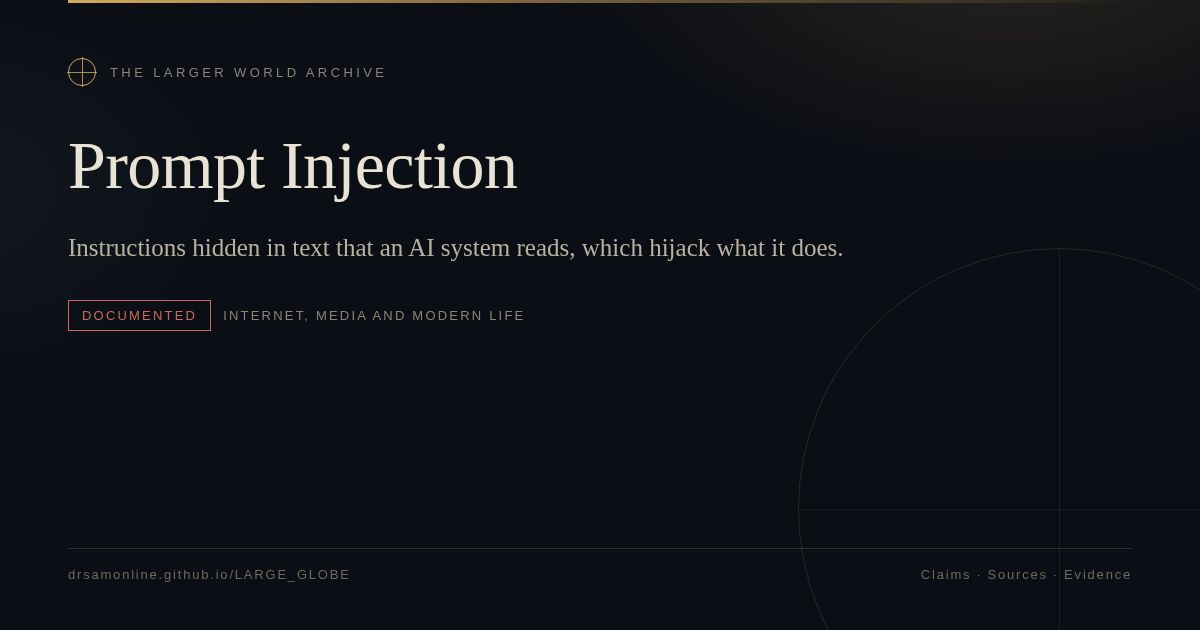 THE LARGER WORLD ARCHIVE
Prompt Injection
Instructions hidden in text that an AI system reads, which hijack what it does.
DOCUMENTED INTERNET, MEDIA AND MODERN LIFE
drsamonline.github.io/LARGE_GLOBE Claims · Sources · Evidence